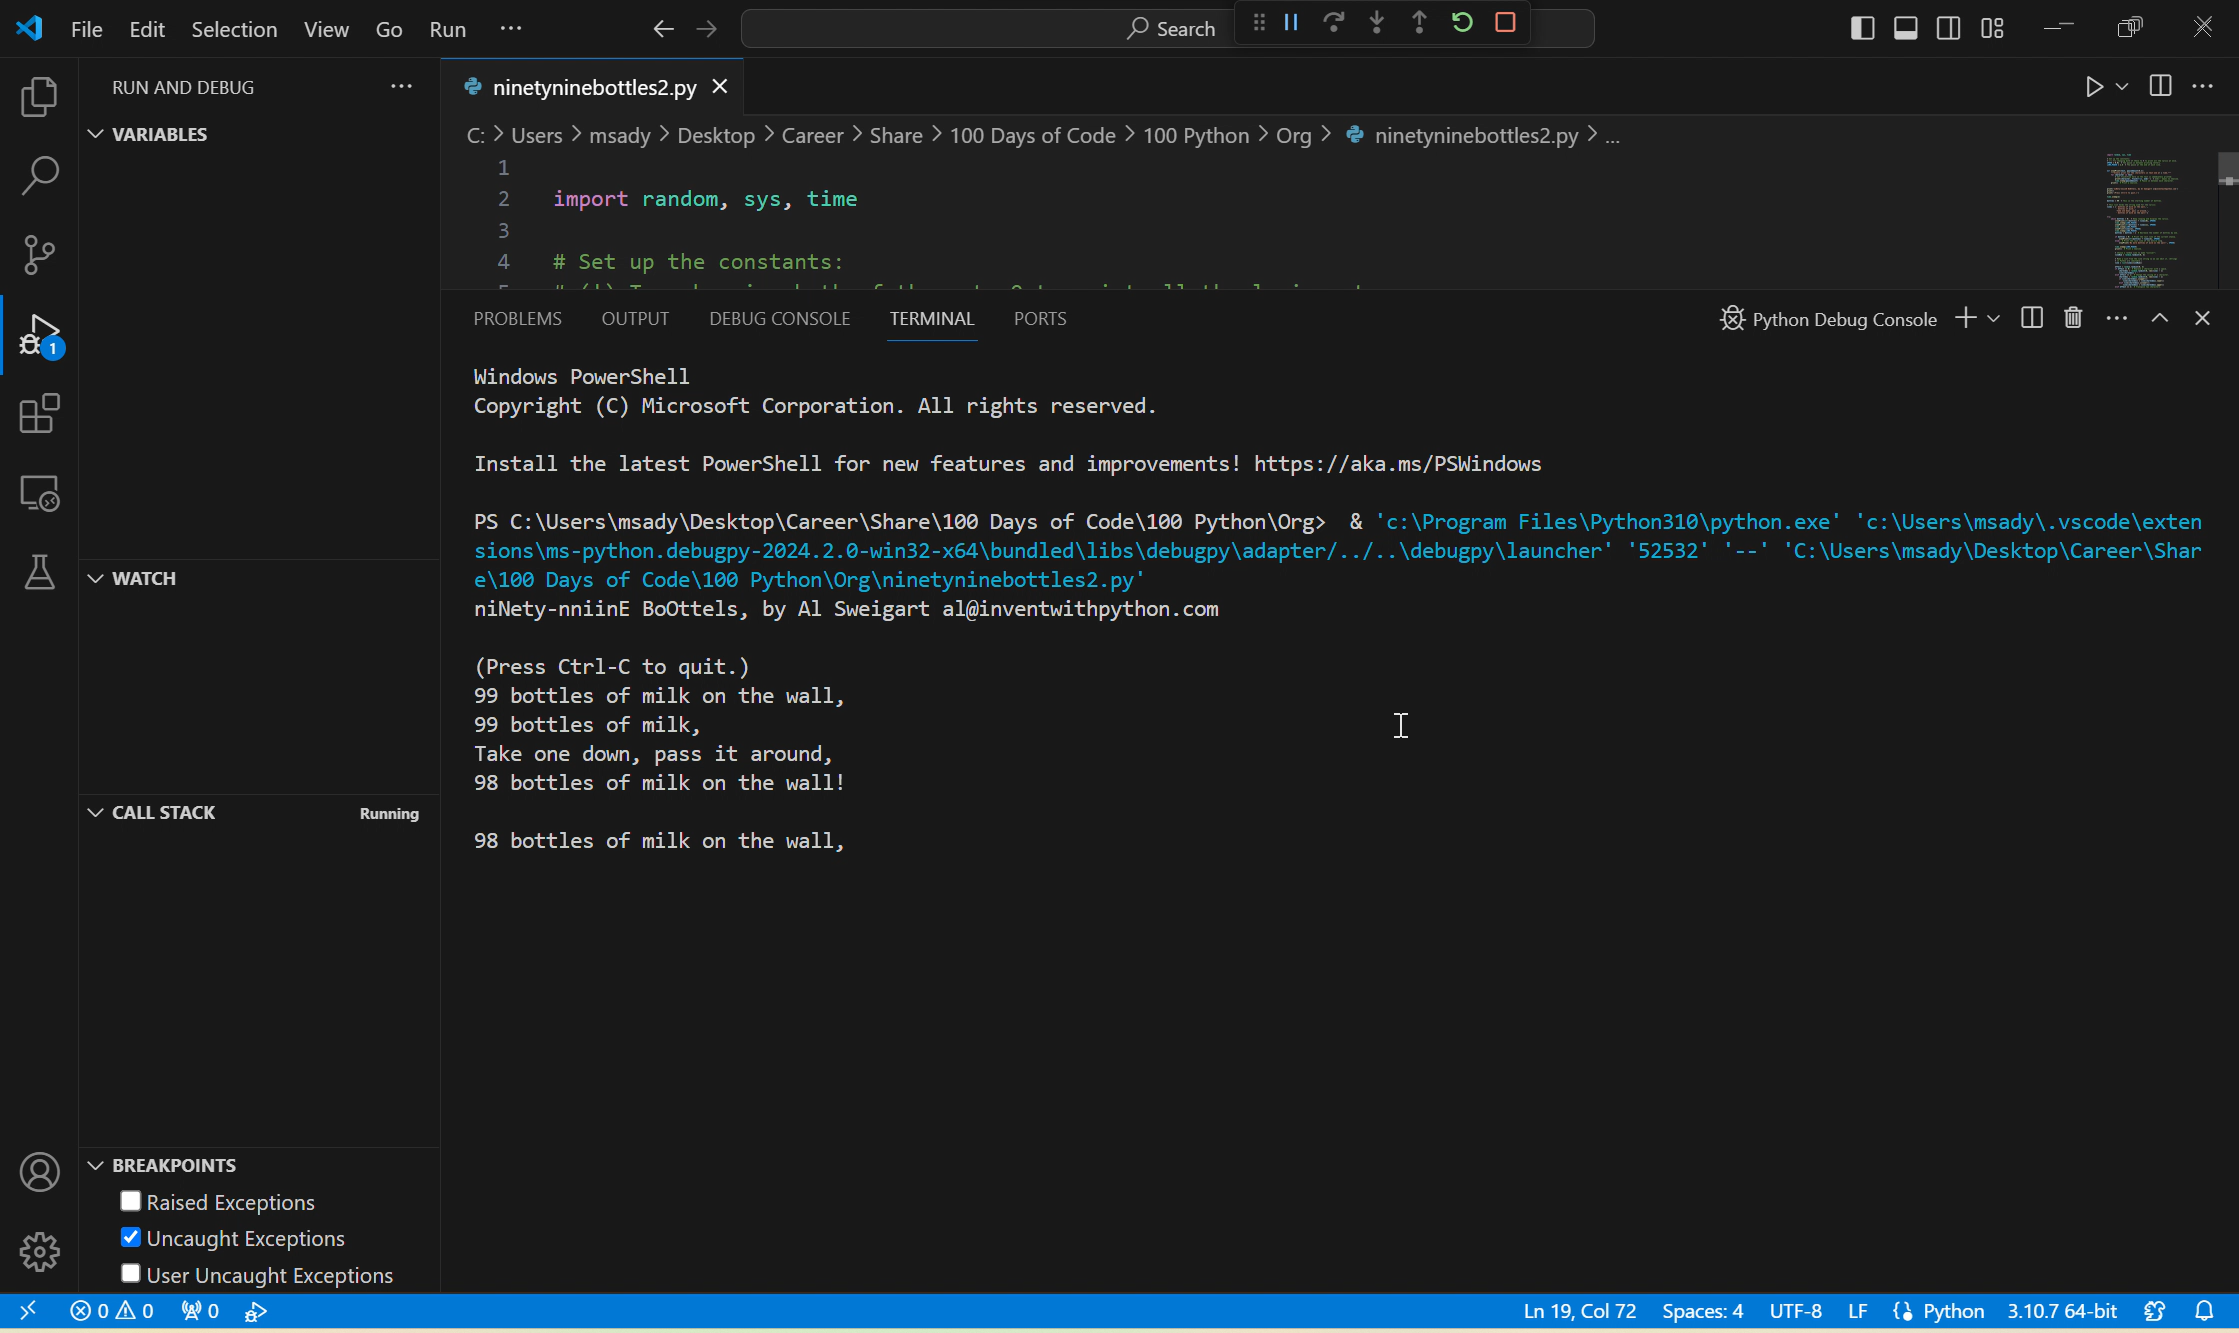 File Edit Selection View Go Run ··· Search
RUN AND DEBUG ···
ninetyninebottles2.py
VARIABLES
C: > Users > msady > Desktop > Career > Share > 100 Days of Code > 100 Python > Org > ninetyninebottles2.py > ...
1
2 import random, sys, time
3
4 # Set up the constants:
PROBLEMS OUTPUT DEBUG CONSOLE TERMINAL PORTS Python Debug Console
1
Windows PowerShell
Copyright (C) Microsoft Corporation. All rights reserved.
Install the latest PowerShell for new features and improvements! https://aka.ms/PSWindows
PS C:\Users\msady\Desktop\Career\Share\100 Days of Code\100 Python\Org> & 'c:\Program Files\Python310\python.exe' 'c:\Users\msady\.vscode\exten
sions\ms-python.debugpy-2024.2.0-win32-x64\bundled\libs\debugpy\adapter/../..\debugpy\launcher' '52532' '--' 'C:\Users\msady\Desktop\Career\Shar
e\100 Days of Code\100 Python\Org\ninetyninebottles2.py'
niNety-nniinE BoOttels, by Al Sweigart al@inventwithpython.com
(Press Ctrl-C to quit.)
99 bottles of milk on the wall,
99 bottles of milk,
Take one down, pass it around,
98 bottles of milk on the wall!
98 bottles of milk on the wall,
WATCH
CALL STACK Running
BREAKPOINTS
Raised Exceptions
Uncaught Exceptions
User Uncaught Exceptions
0 0 0 Ln 19, Col 72 Spaces: 4 UTF-8 LF Python 3.10.7 64-bit